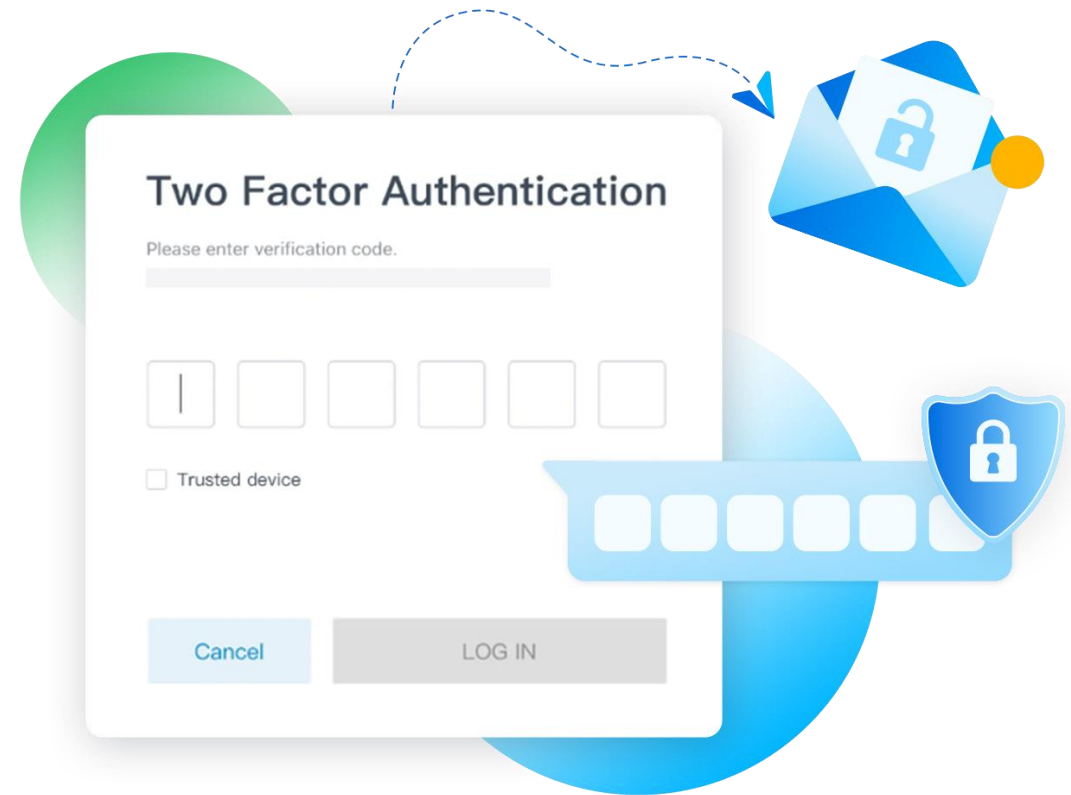 Two Factor Authentication
Please enter verification code.
Trusted device
Cancel
LOG IN